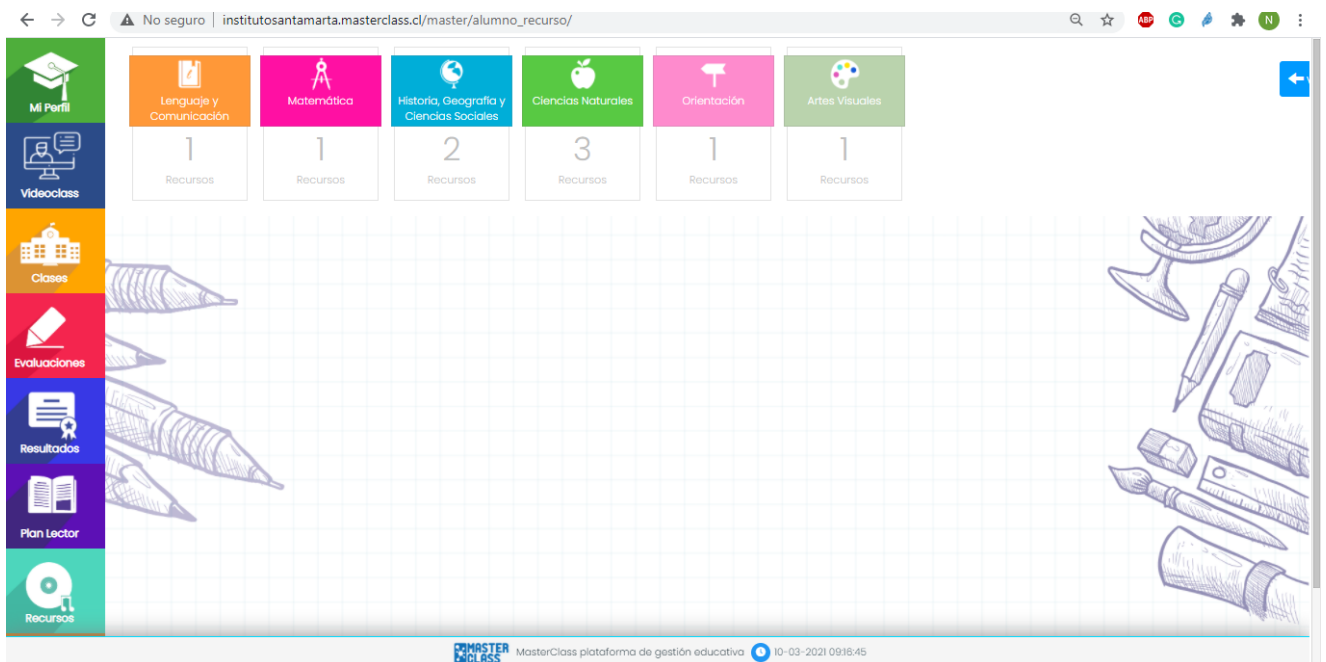 No seguro
institutosantamarta.masterclass.cl/master/alumno_recurso/
ABP
N
Mi Perfil
Videoclass
Clases
Evaluaciones
Resultados
Plan Lector
Recursos
Lenguaje y
Comunicación
1
Recursos
Matemática
1
Recursos
Historia, Geografía y
Ciencias Sociales
2
Recursos
Ciencias Naturales
3
Recursos
Orientación
1
Recursos
Artes Visuales
1
Recursos
MASTER
CLASS
MasterClass plataforma de gestión educativa 10-03-2021 09:16:45